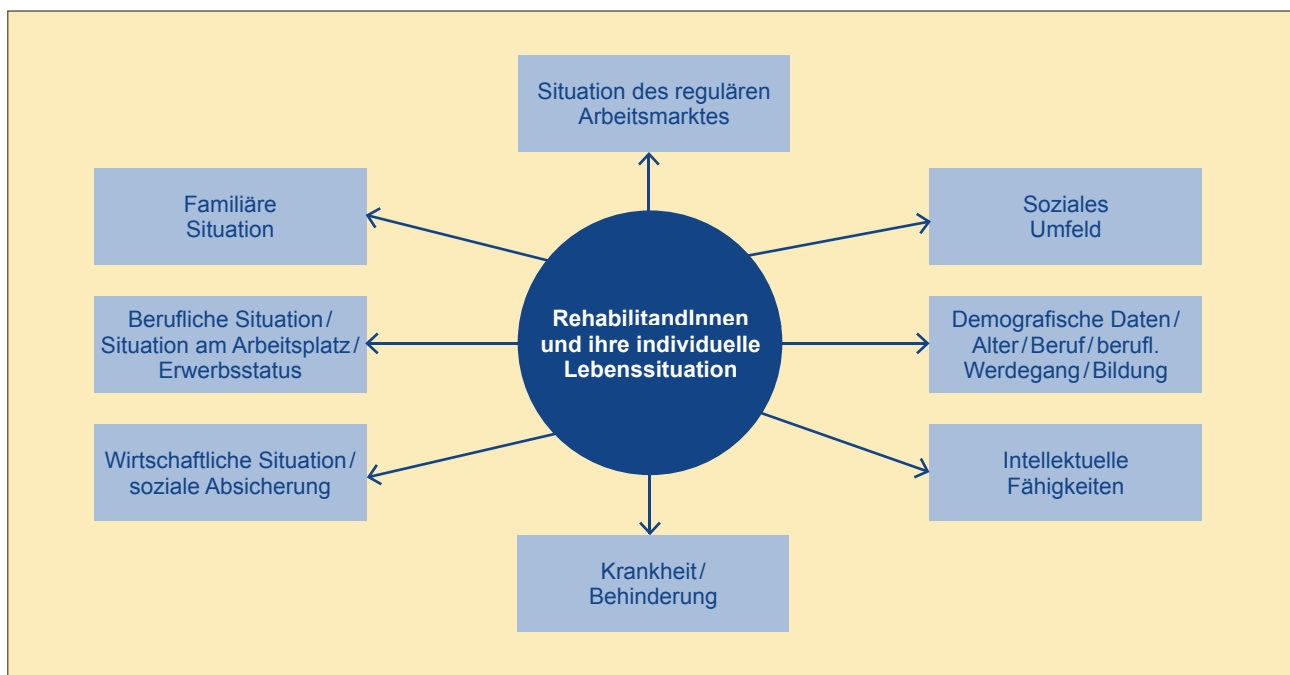 Situation des regulären
Arbeitsmarktes
Familiäre
Situation
Soziales
Umfeld
Berufliche Situation/
Situation am Arbeitsplatz/
Erwerbsstatus
RehabilitandInnen
und ihre individuelle
Lebenssituation
Demografische Daten/
Alter/Beruf/berufl.
Werdegang/Bildung
Wirtschaftliche Situation/
soziale Absicherung
Intellektuelle
Fähigkeiten
Krankheit/
Behinderung